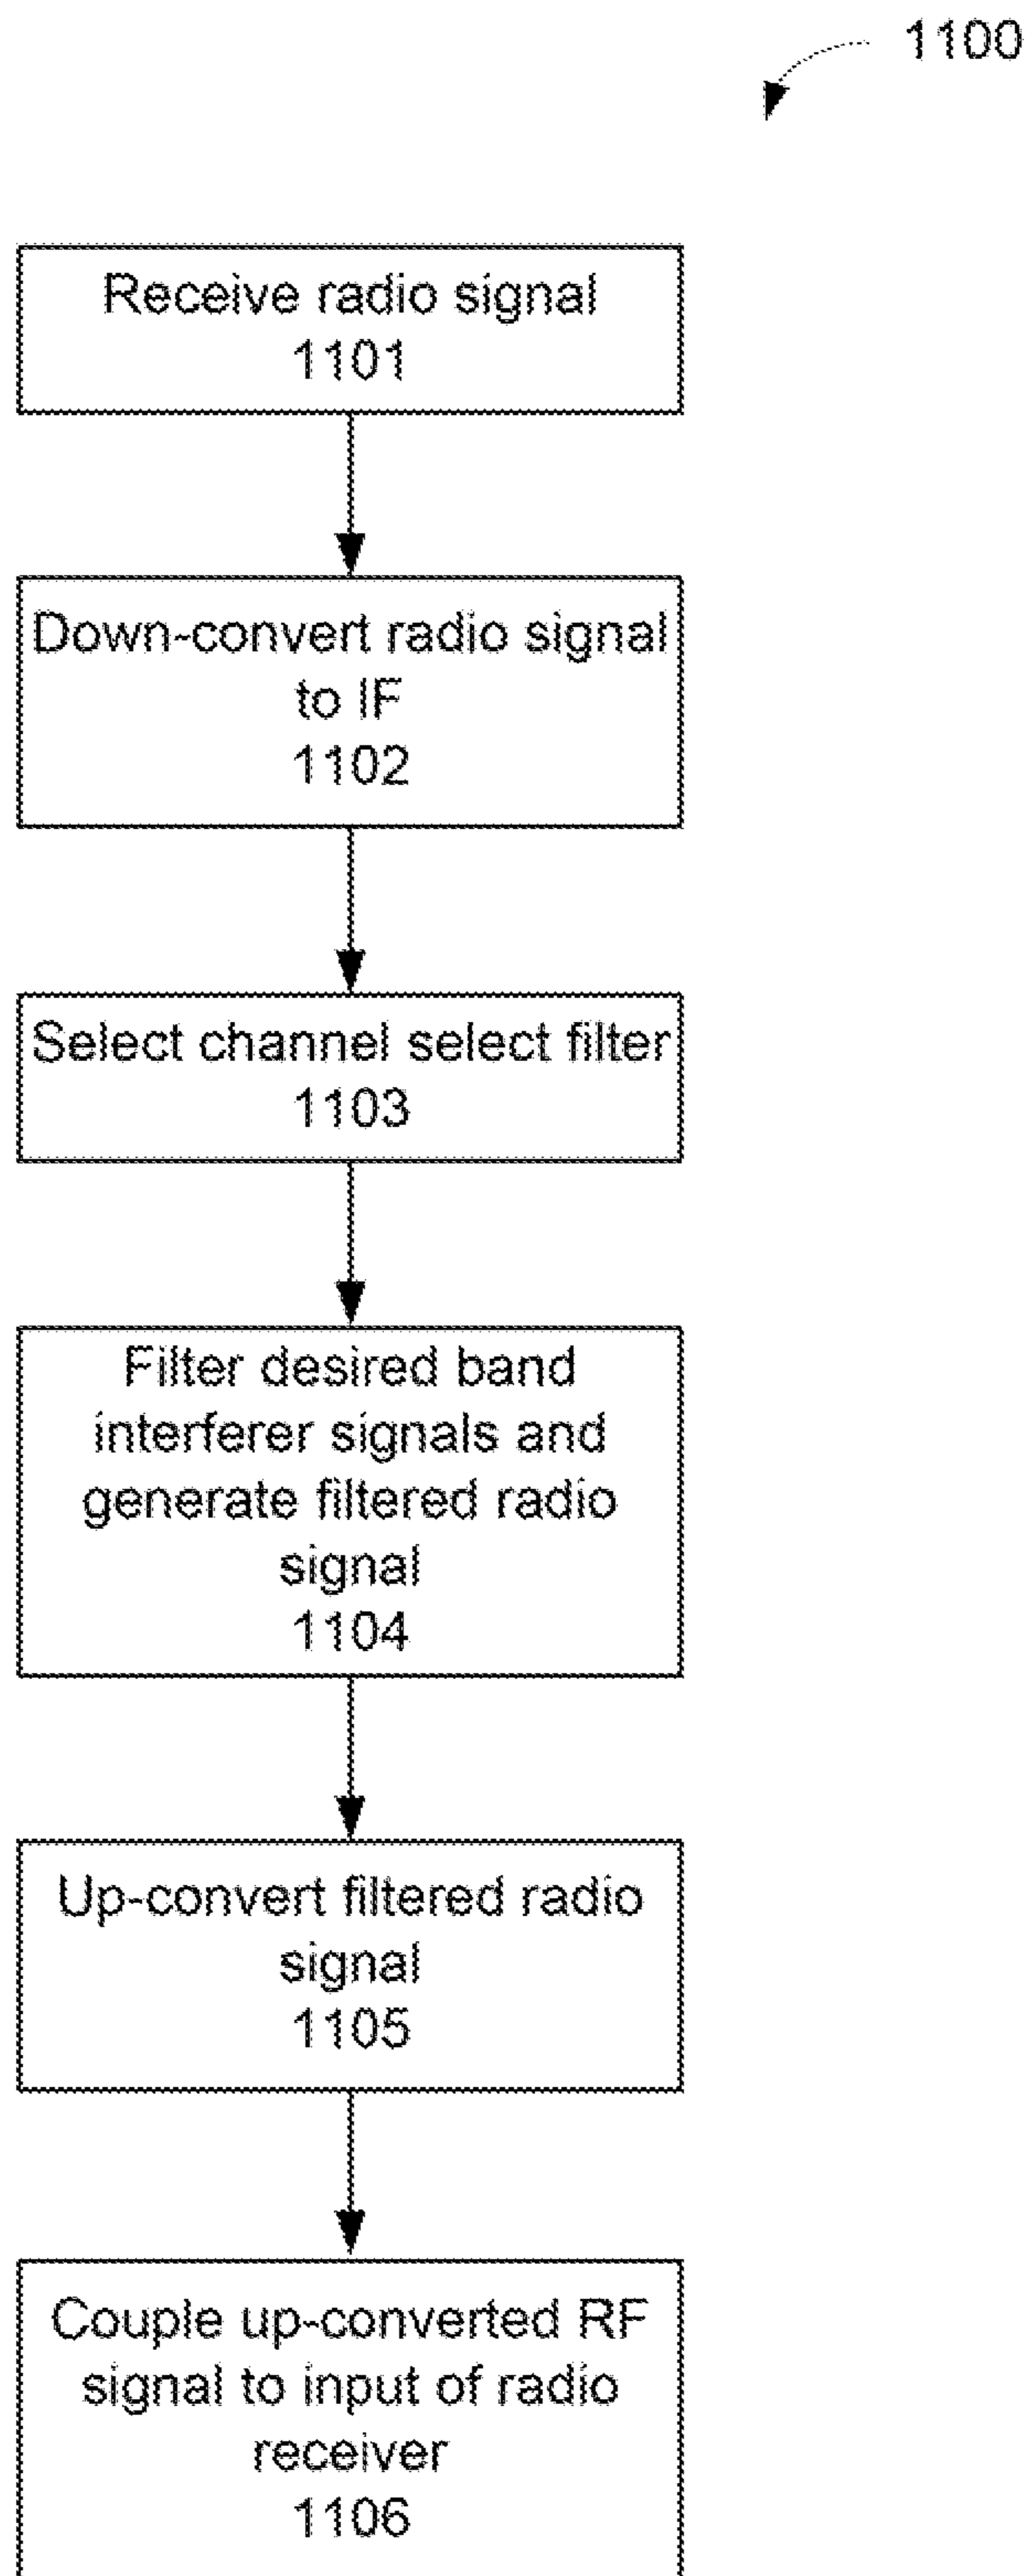 1100
Receive radio signal
1101
Down-convert radio signal
to IF
1102
Select channel select filter
1103
Filter desired band
interferer signals and
generate filtered radio
signal
1104
Up-convert filtered radio
signal
1105
Couple up-converted RF
signal to input of radio
receiver
1106